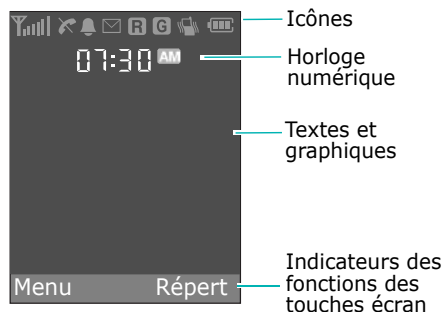 R G
Icônes
07:30 AM
Horloge
numérique
Textes et
graphiques
Menu Répert
Indicateurs des
fonctions des
touches écran